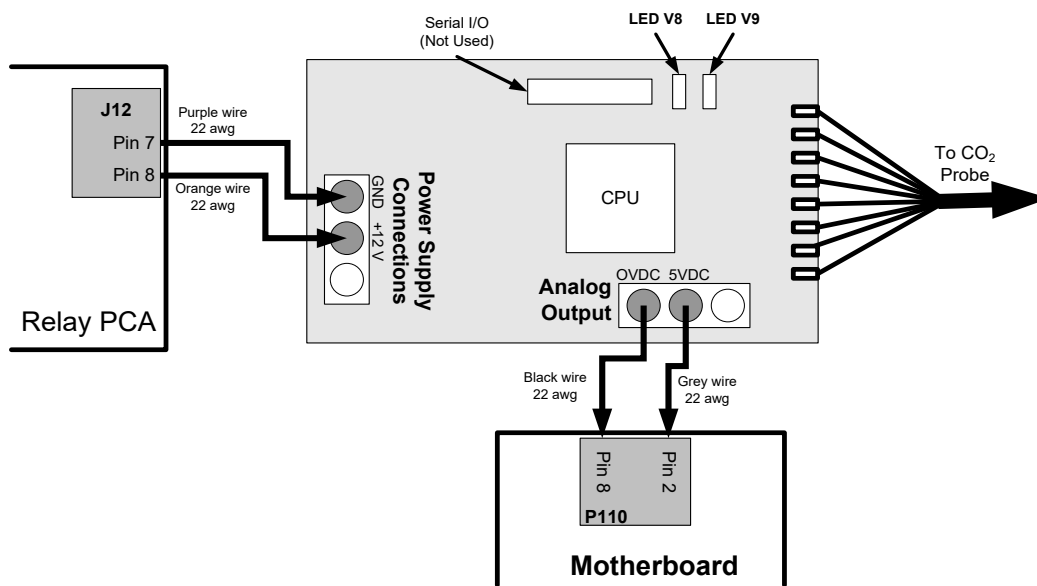 Serial I/O
(Not Used)
LED V8
LED V9
J12
Pin 7
Pin 8
Purple wire
22 awg
Orange wire
22 awg
GND
+12 V
Power Supply
Connections
CPU
To CO₂
Probe
Relay PCA
Analog
Output
OVDC
5VDC
Black wire
22 awg
Grey wire
22 awg
Pin 8
Pin 2
P110
Motherboard